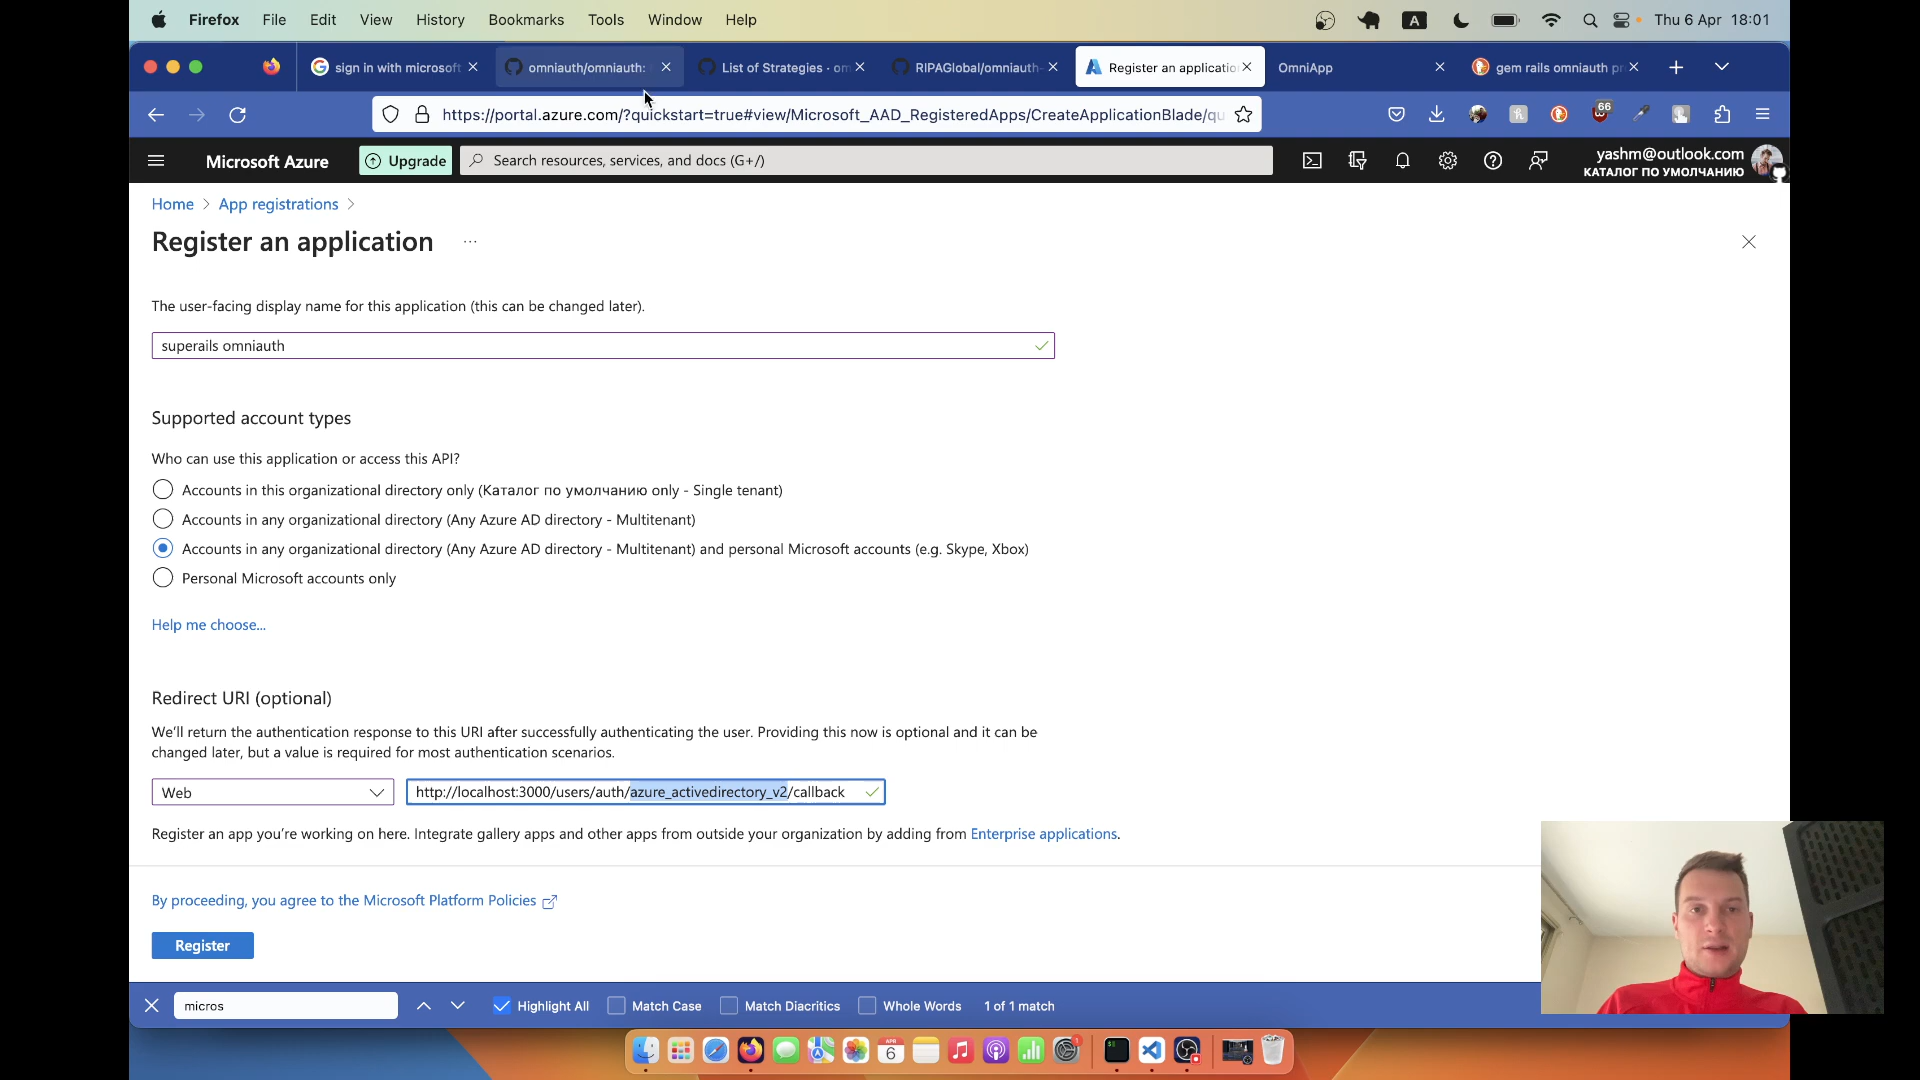 Firefox File Edit View History Bookmarks Tools Window Help
A
Thu 6 Apr 18:01
sign in with microsoft
omniauth/omniauth:
List of Strategies · om
RIPAGlobal/omniauth-
Register an applicatio
OmniApp
gem rails omniauth pr
https://portal.azure.com/?quickstart=true#view/Microsoft_AAD_RegisteredApps/CreateApplicationBlade/qu
66
Microsoft Azure
Upgrade
Search resources, services, and docs (G+/)
yashm@outlook.com
КАТАЛОГ ПО УМОЛЧАНИЮ
Home > App registrations >
Register an application ...
The user-facing display name for this application (this can be changed later).
superails omniauth
Supported account types
Who can use this application or access this API?
Accounts in this organizational directory only (Каталог по умолчанию only - Single tenant)
Accounts in any organizational directory (Any Azure AD directory - Multitenant)
Accounts in any organizational directory (Any Azure AD directory - Multitenant) and personal Microsoft accounts (e.g. Skype, Xbox)
Personal Microsoft accounts only
Help me choose...
Redirect URI (optional)
We'll return the authentication response to this URI after successfully authenticating the user. Providing this now is optional and it can be
changed later, but a value is required for most authentication scenarios.
Web
http://localhost:3000/users/auth/azure_activedirectory_v2/callback
Register an app you're working on here. Integrate gallery apps and other apps from outside your organization by adding from Enterprise applications.
By proceeding, you agree to the Microsoft Platform Policies
Register
micros
Highlight All
Match Case
Match Diacritics
Whole Words
1 of 1 match
APR
6